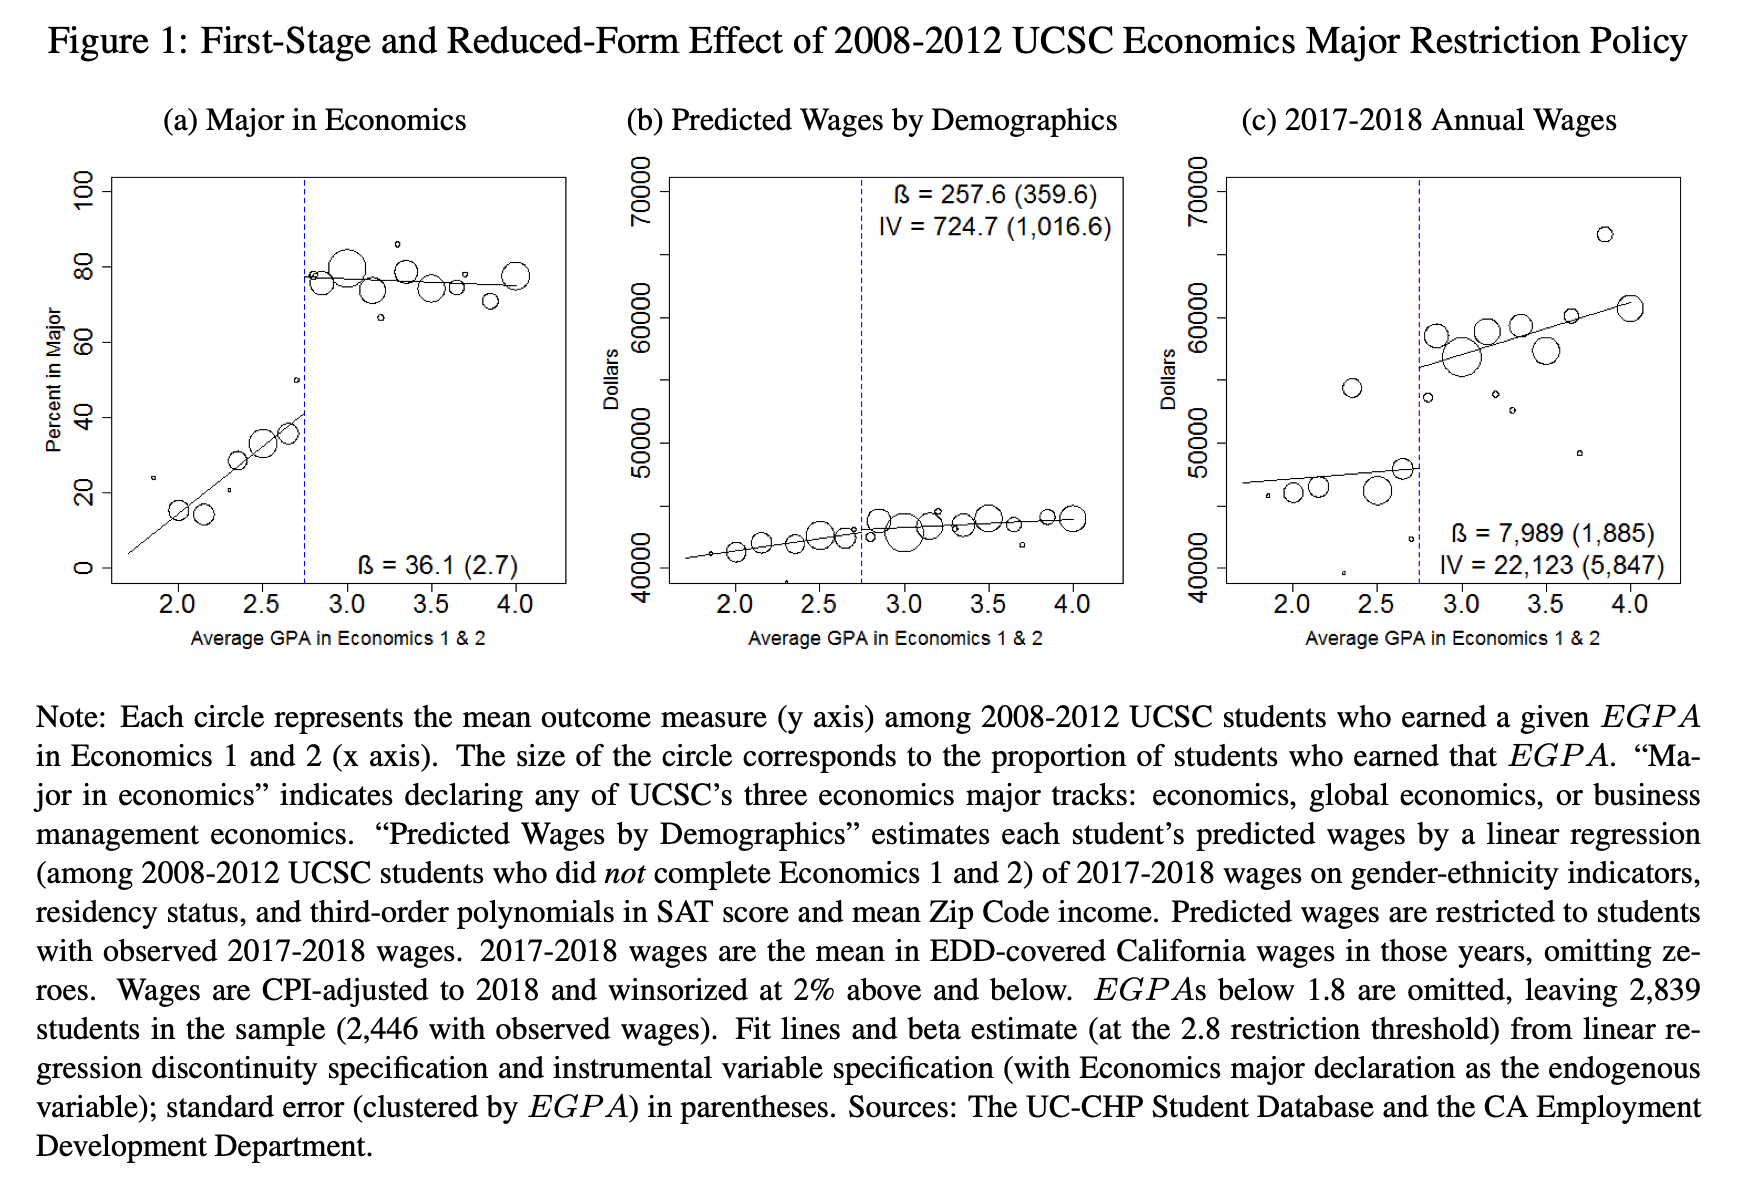 Figure 1: First-Stage and Reduced-Form Effect of 2008-2012 UCSC Economics Major Restriction Policy
(a) Major in Economics
Percent in Major
0
20
40
60
80
100
ß = 36.1 (2.7)
2.0 2.5 3.0 3.5 4.0
Average GPA in Economics 1 & 2
(b) Predicted Wages by Demographics
Dollars
40000
50000
60000
70000
ß = 257.6 (359.6)
IV = 724.7 (1,016.6)
2.0 2.5 3.0 3.5 4.0
Average GPA in Economics 1 & 2
(c) 2017-2018 Annual Wages
Dollars
40000
50000
60000
70000
ß = 7,989 (1,885)
IV = 22,123 (5,847)
2.0 2.5 3.0 3.5 4.0
Average GPA in Economics 1 & 2
Note: Each circle represents the mean outcome measure (y axis) among 2008-2012 UCSC students who earned a given EGPA
in Economics 1 and 2 (x axis). The size of the circle corresponds to the proportion of students who earned that EGPA. “Ma-
jor in economics” indicates declaring any of UCSC’s three economics major tracks: economics, global economics, or business
management economics. “Predicted Wages by Demographics” estimates each student’s predicted wages by a linear regression
(among 2008-2012 UCSC students who did not complete Economics 1 and 2) of 2017-2018 wages on gender-ethnicity indicators,
residency status, and third-order polynomials in SAT score and mean Zip Code income. Predicted wages are restricted to students
with observed 2017-2018 wages. 2017-2018 wages are the mean in EDD-covered California wages in those years, omitting ze-
roes. Wages are CPI-adjusted to 2018 and winsorized at 2% above and below. EGPAs below 1.8 are omitted, leaving 2,839
students in the sample (2,446 with observed wages). Fit lines and beta estimate (at the 2.8 restriction threshold) from linear re-
gression discontinuity specification and instrumental variable specification (with Economics major declaration as the endogenous
variable); standard error (clustered by EGPA) in parentheses. Sources: The UC-CHP Student Database and the CA Employment
Development Department.